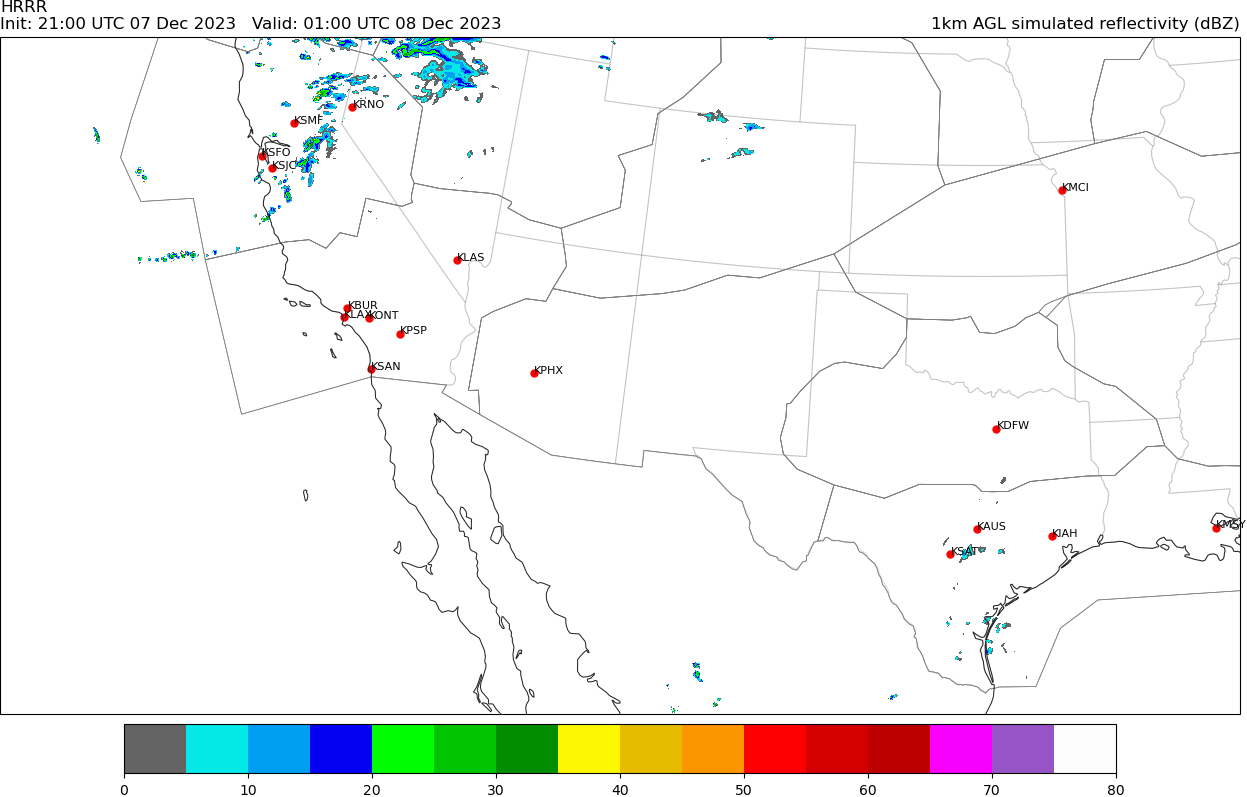 HRRR
Init: 21:00 UTC 07 Dec 2023   Valid: 01:00 UTC 08 Dec 2023   1km AGL simulated reflectivity (dBZ)
KRNO
KSMF
KSFO
KSJC
KMCI
KLAS
KBUR
KLAX KONT
KPSP
KSAN
KPHX
KDFW
KAUS
KMSY
KIAH
KSAT
0 10 20 30 40 50 60 70 80